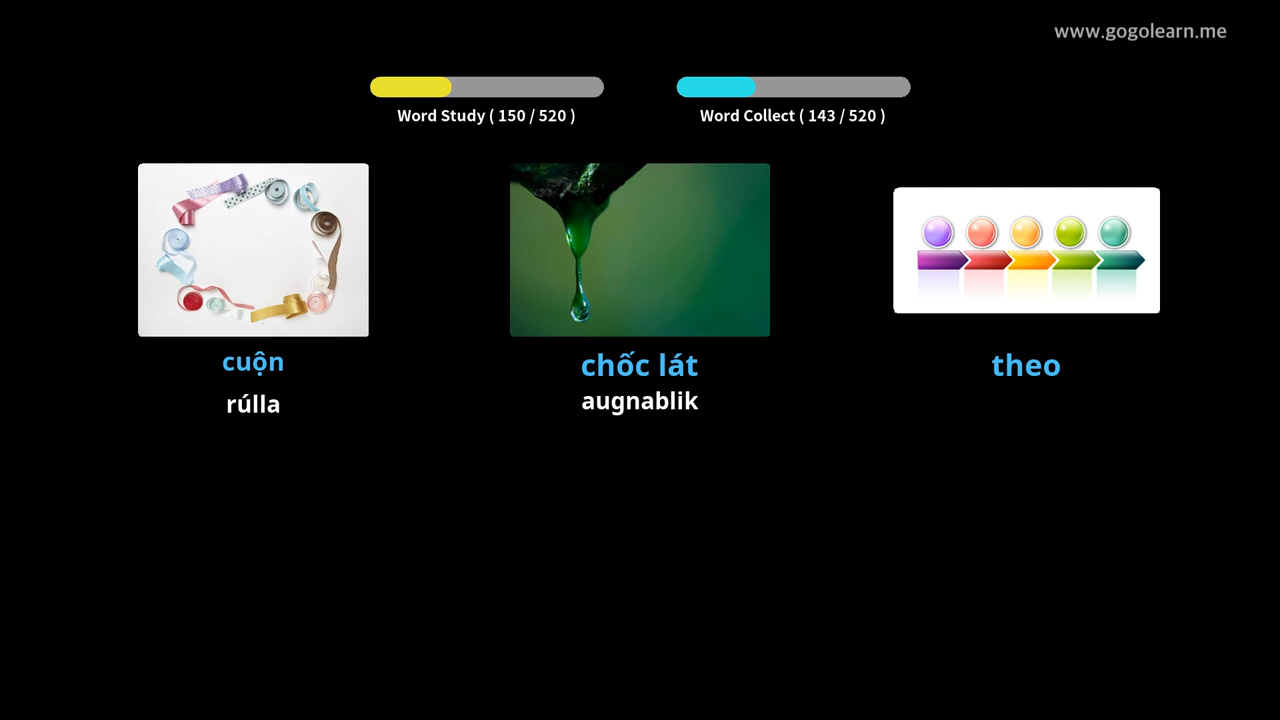 www.gogolearn.me
Word Study ( 150 / 520 )
Word Collect ( 143 / 520 )
cuộn
rúlla
chốc lát
augnablik
theo